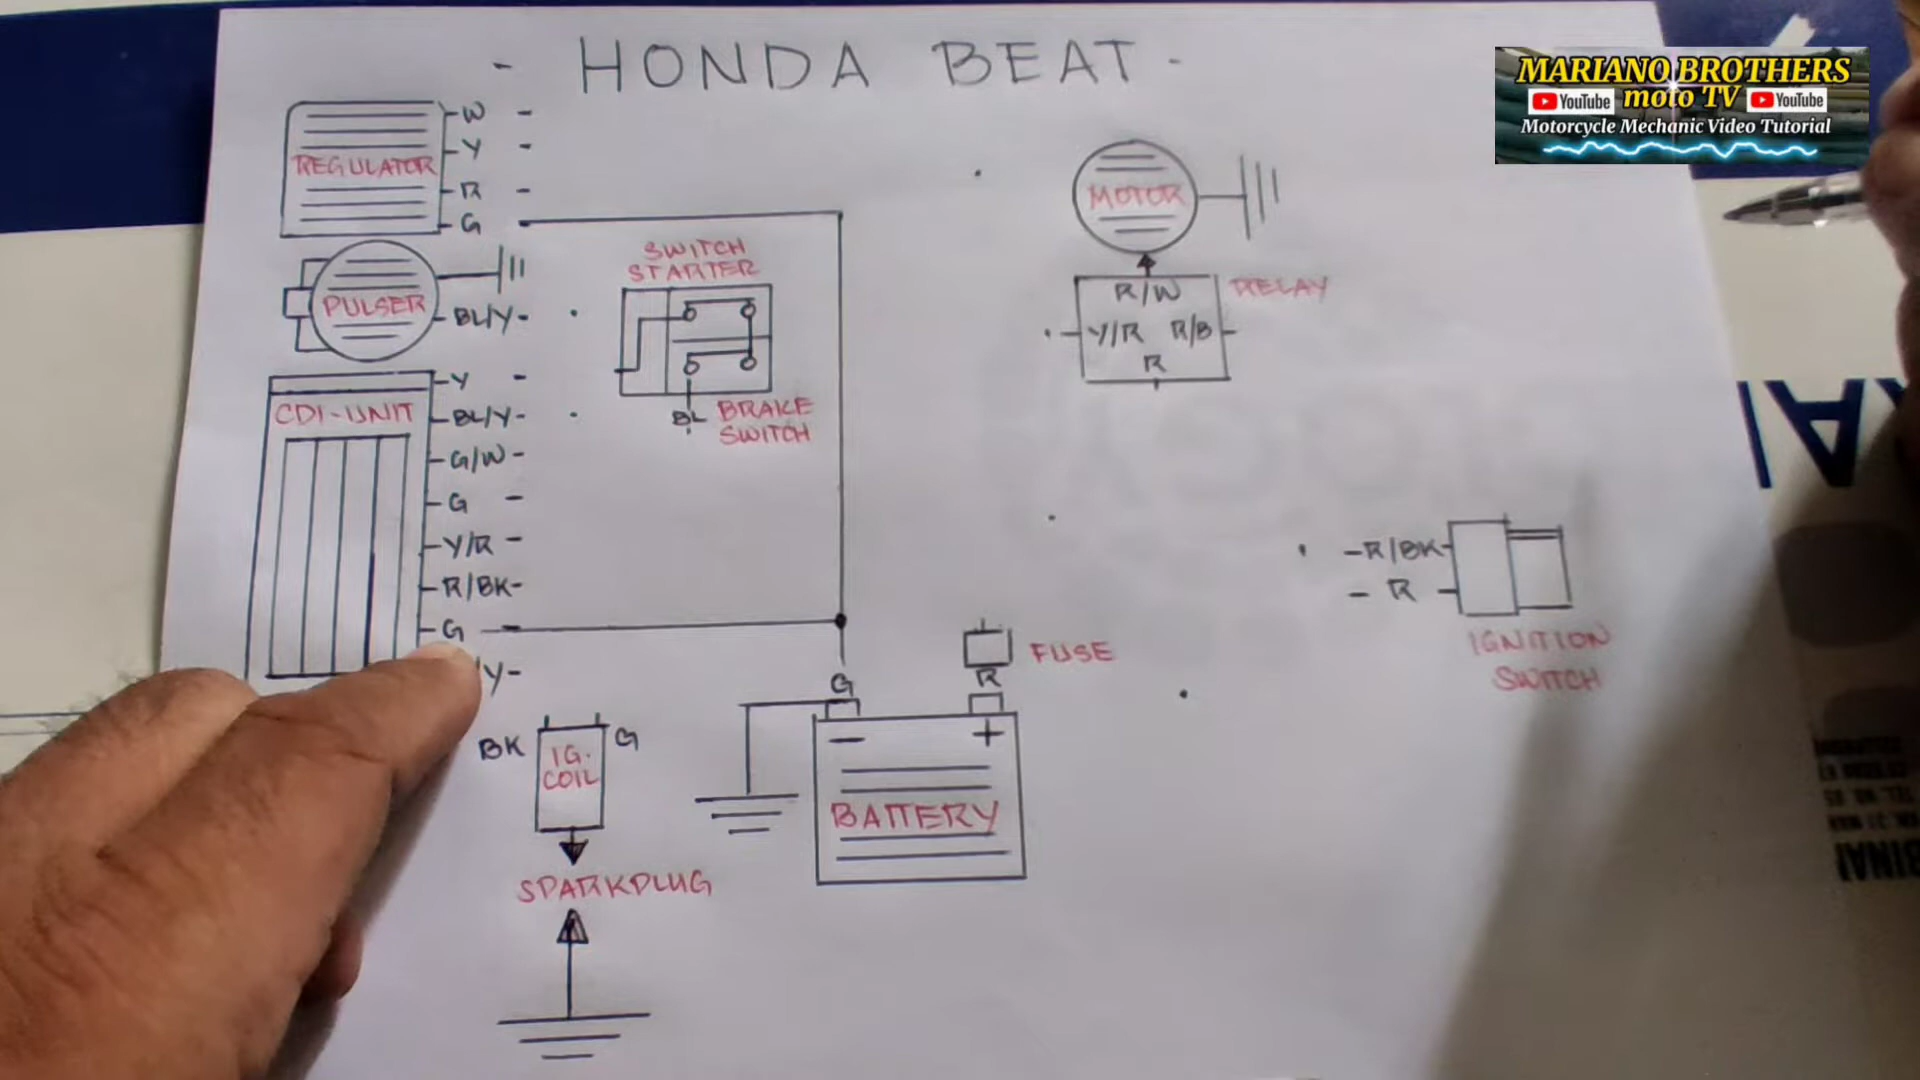 - HONDA BEAT -
MARIANO BROTHERS
YouTube moto TV YouTube
Motorcycle Mechanic Video Tutorial
REGULATOR
W -
Y -
R -
G
PULSER
BL/Y-
SWITCH
STARTER
BL
BRAKE
SWITCH
MOTOR
RELAY
R/W
Y/R R/B
R
CDI-UNIT
Y -
BL/Y-
G/W-
G -
Y/R -
R/BK-
G -
/Y-
-R/BK-
- R -
IGNITION
SWITCH
FUSE
R
G
- +
BATTERY
BK
G
IG.
COIL
SPARKPLUG